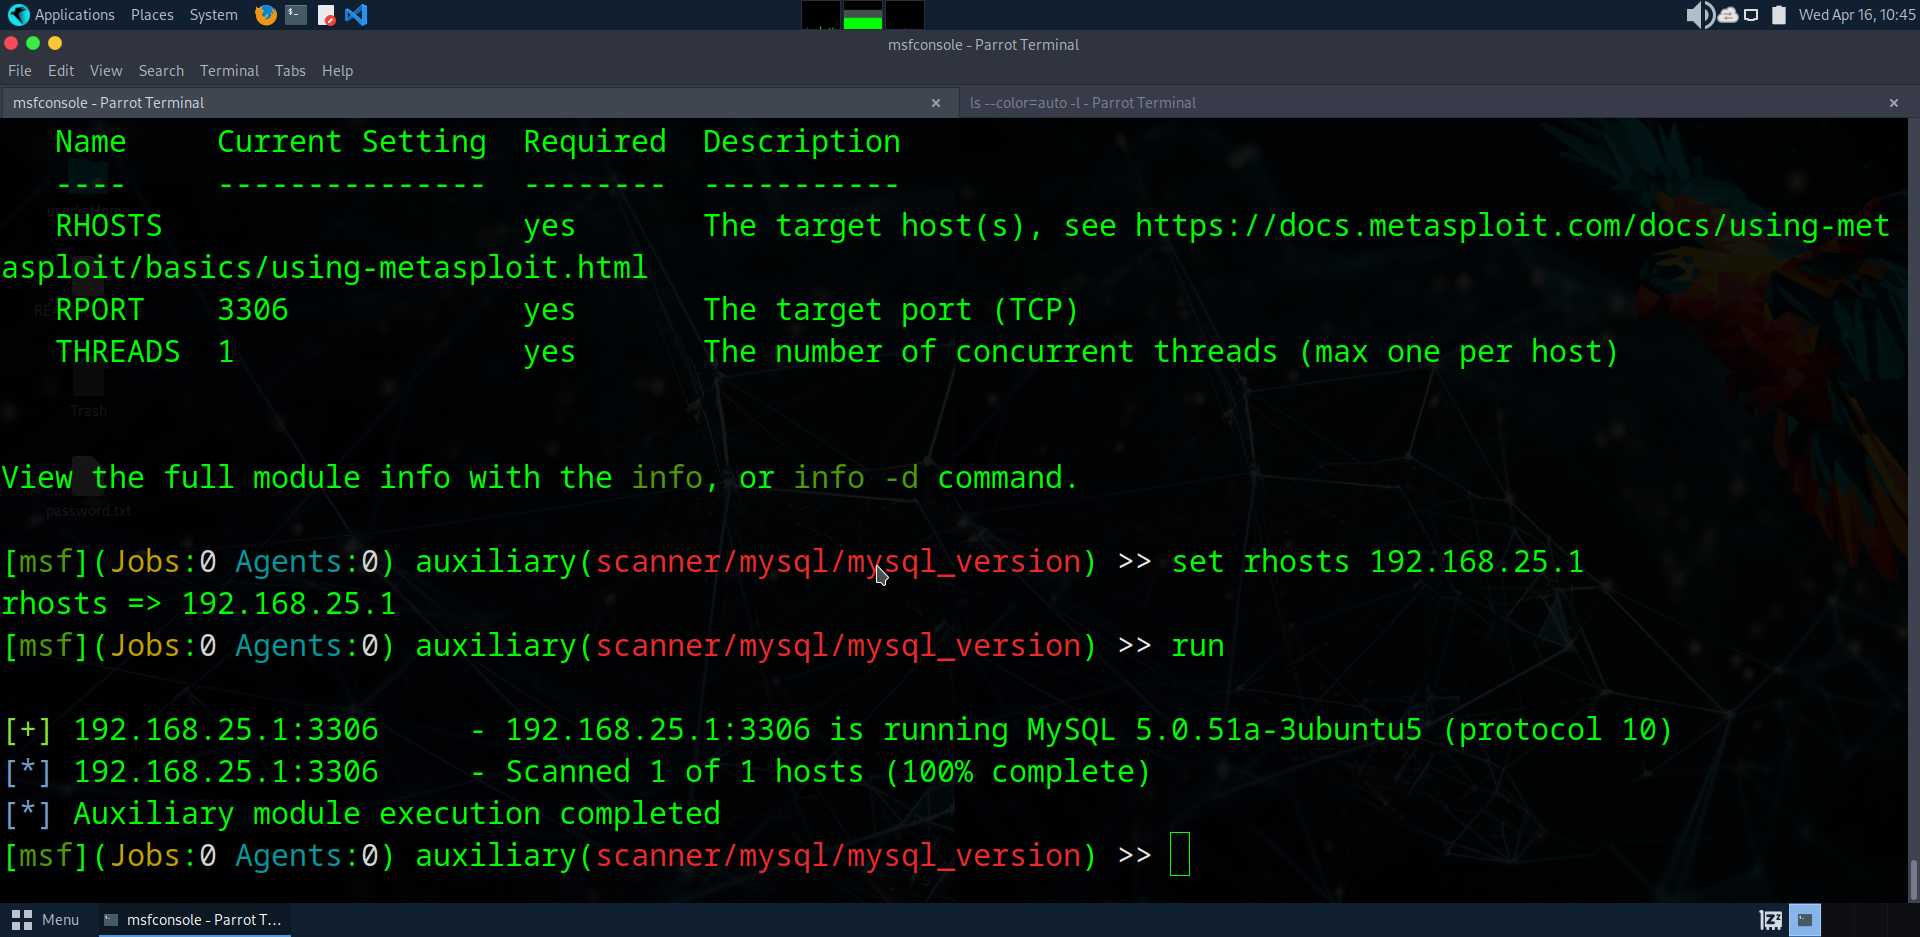 Applications Places System Wed Apr 16, 10:45
msfconsole - Parrot Terminal
File Edit View Search Terminal Tabs Help
msfconsole - Parrot Terminal × ls --color=auto -l - Parrot Terminal ×
Name Current Setting Required Description
---- --------------- -------- -----------
user's Home
RHOSTS yes The target host(s), see https://docs.metasploit.com/docs/using-met
asploit/basics/using-metasploit.html
RPORT 3306 yes The target port (TCP)
THREADS 1 yes The number of concurrent threads (max one per host)
Trash
View the full module info with the info, or info -d command.
password.txt
[msf](Jobs:0 Agents:0) auxiliary(scanner/mysql/mysql_version) >> set rhosts 192.168.25.1
rhosts => 192.168.25.1
[msf](Jobs:0 Agents:0) auxiliary(scanner/mysql/mysql_version) >> run
[+] 192.168.25.1:3306 - 192.168.25.1:3306 is running MySQL 5.0.51a-3ubuntu5 (protocol 10)
[*] 192.168.25.1:3306 - Scanned 1 of 1 hosts (100% complete)
[*] Auxiliary module execution completed
[msf](Jobs:0 Agents:0) auxiliary(scanner/mysql/mysql_version) >>
Menu msfconsole - Parrot T...